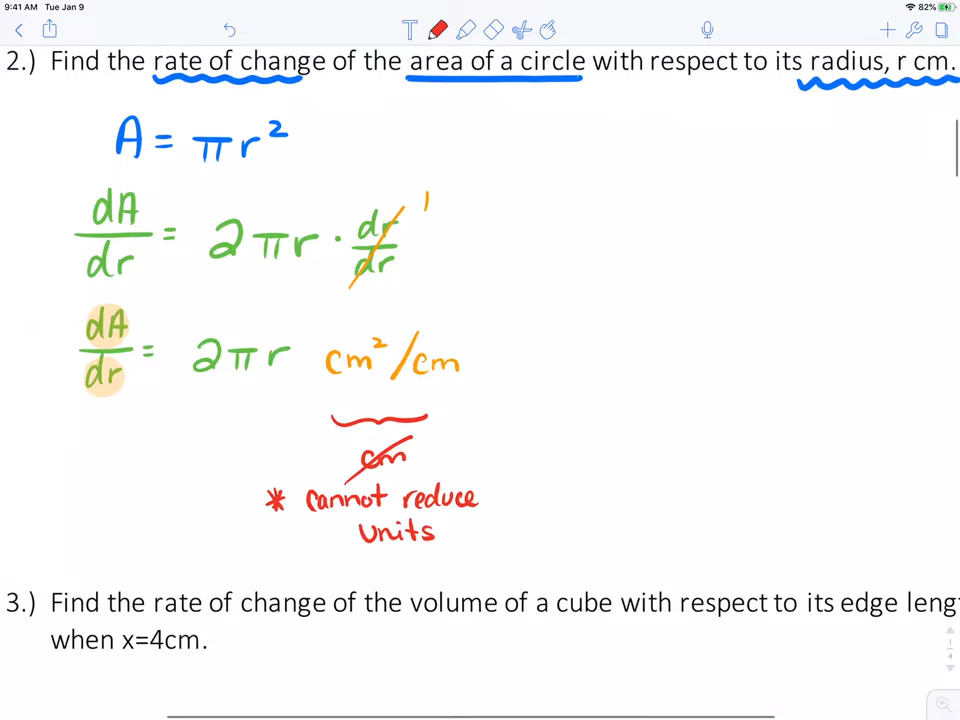 9:41 AM Tue Jan 9 82%
2.) Find the rate of change of the area of a circle with respect to its radius, r cm.
A = πr²
dA/dr = 2πr · dr/dr 1
dA/dr = 2πr cm²/cm
cm
* cannot reduce
units
3.) Find the rate of change of the volume of a cube with respect to its edge leng
when x=4cm.